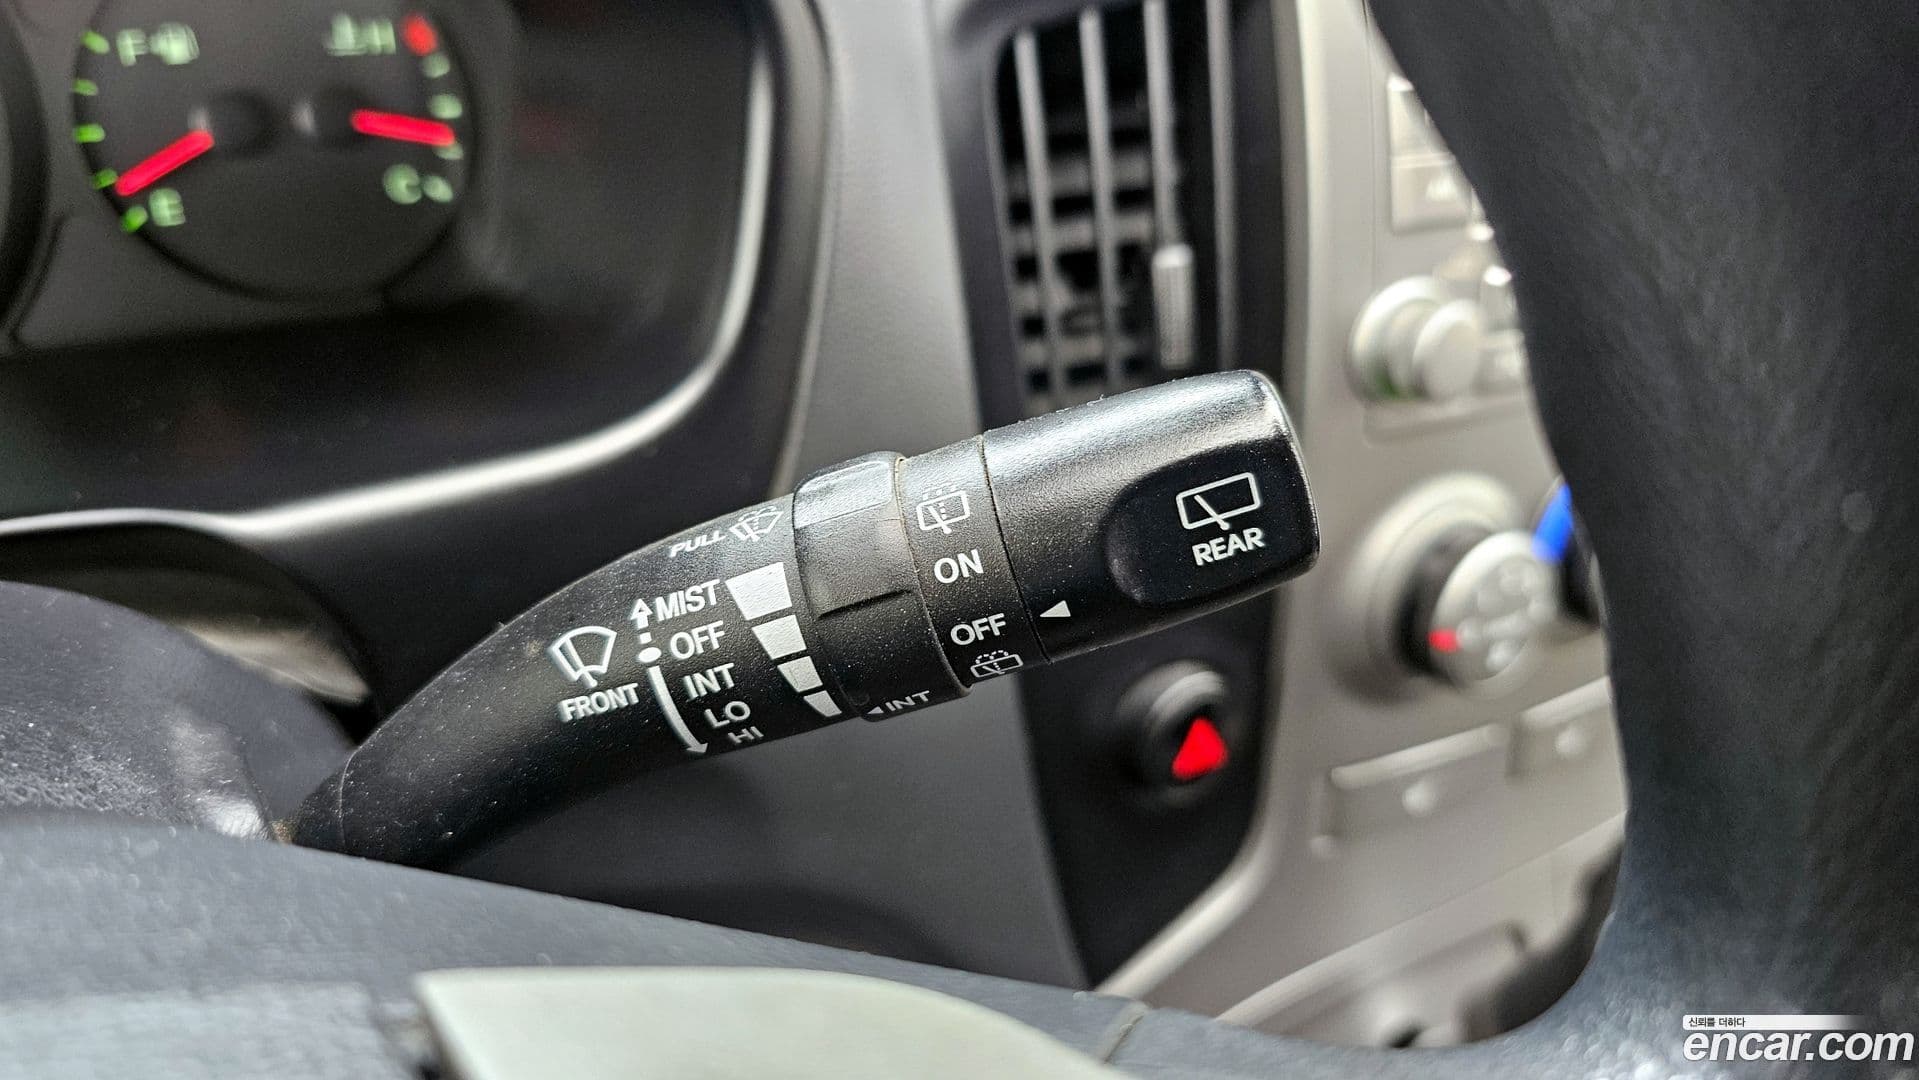 F
H
E
C
PULL
MIST
OFF
INT
LO
HI
FRONT
ON
OFF
INT
REAR
신뢰를 더하다
encar.com